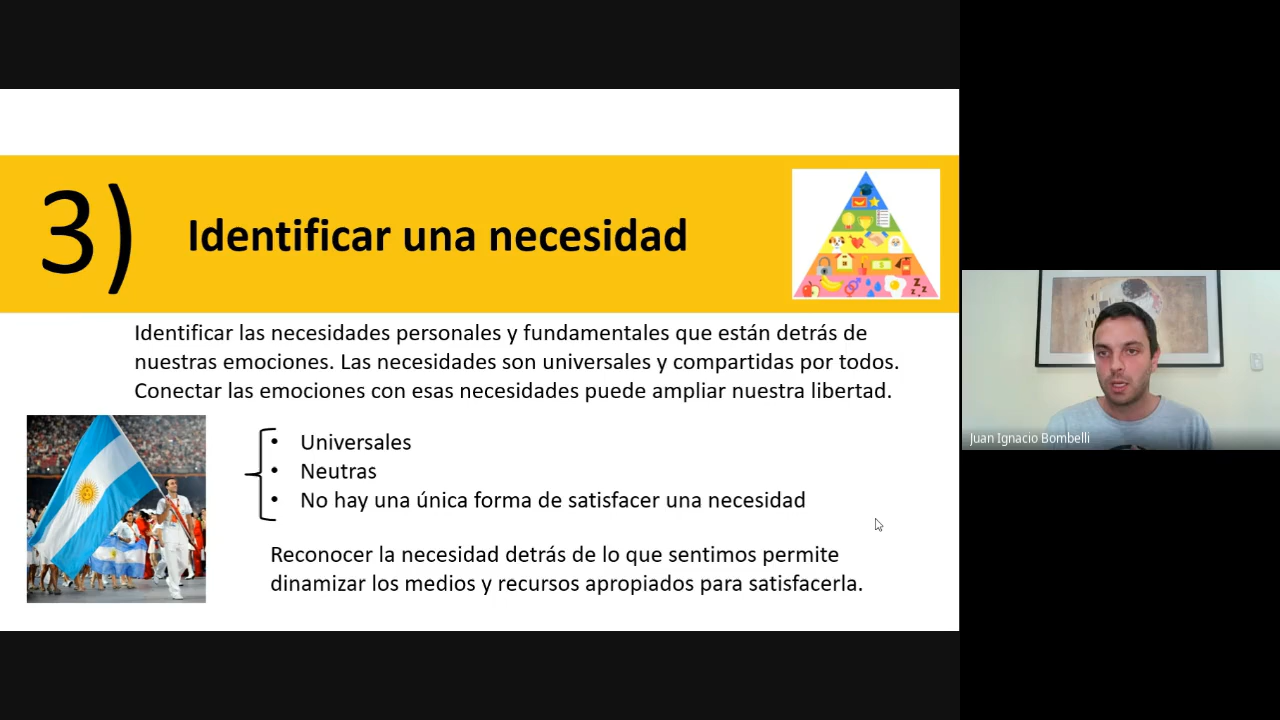 3)
Identificar una necesidad
Identificar las necesidades personales y fundamentales que están detrás de
nuestras emociones. Las necesidades son universales y compartidas por todos.
Conectar las emociones con esas necesidades puede ampliar nuestra libertad.
• Universales
• Neutras
• No hay una única forma de satisfacer una necesidad
Reconocer la necesidad detrás de lo que sentimos permite
dinamizar los medios y recursos apropiados para satisfacerla.
Juan Ignacio Bombelli